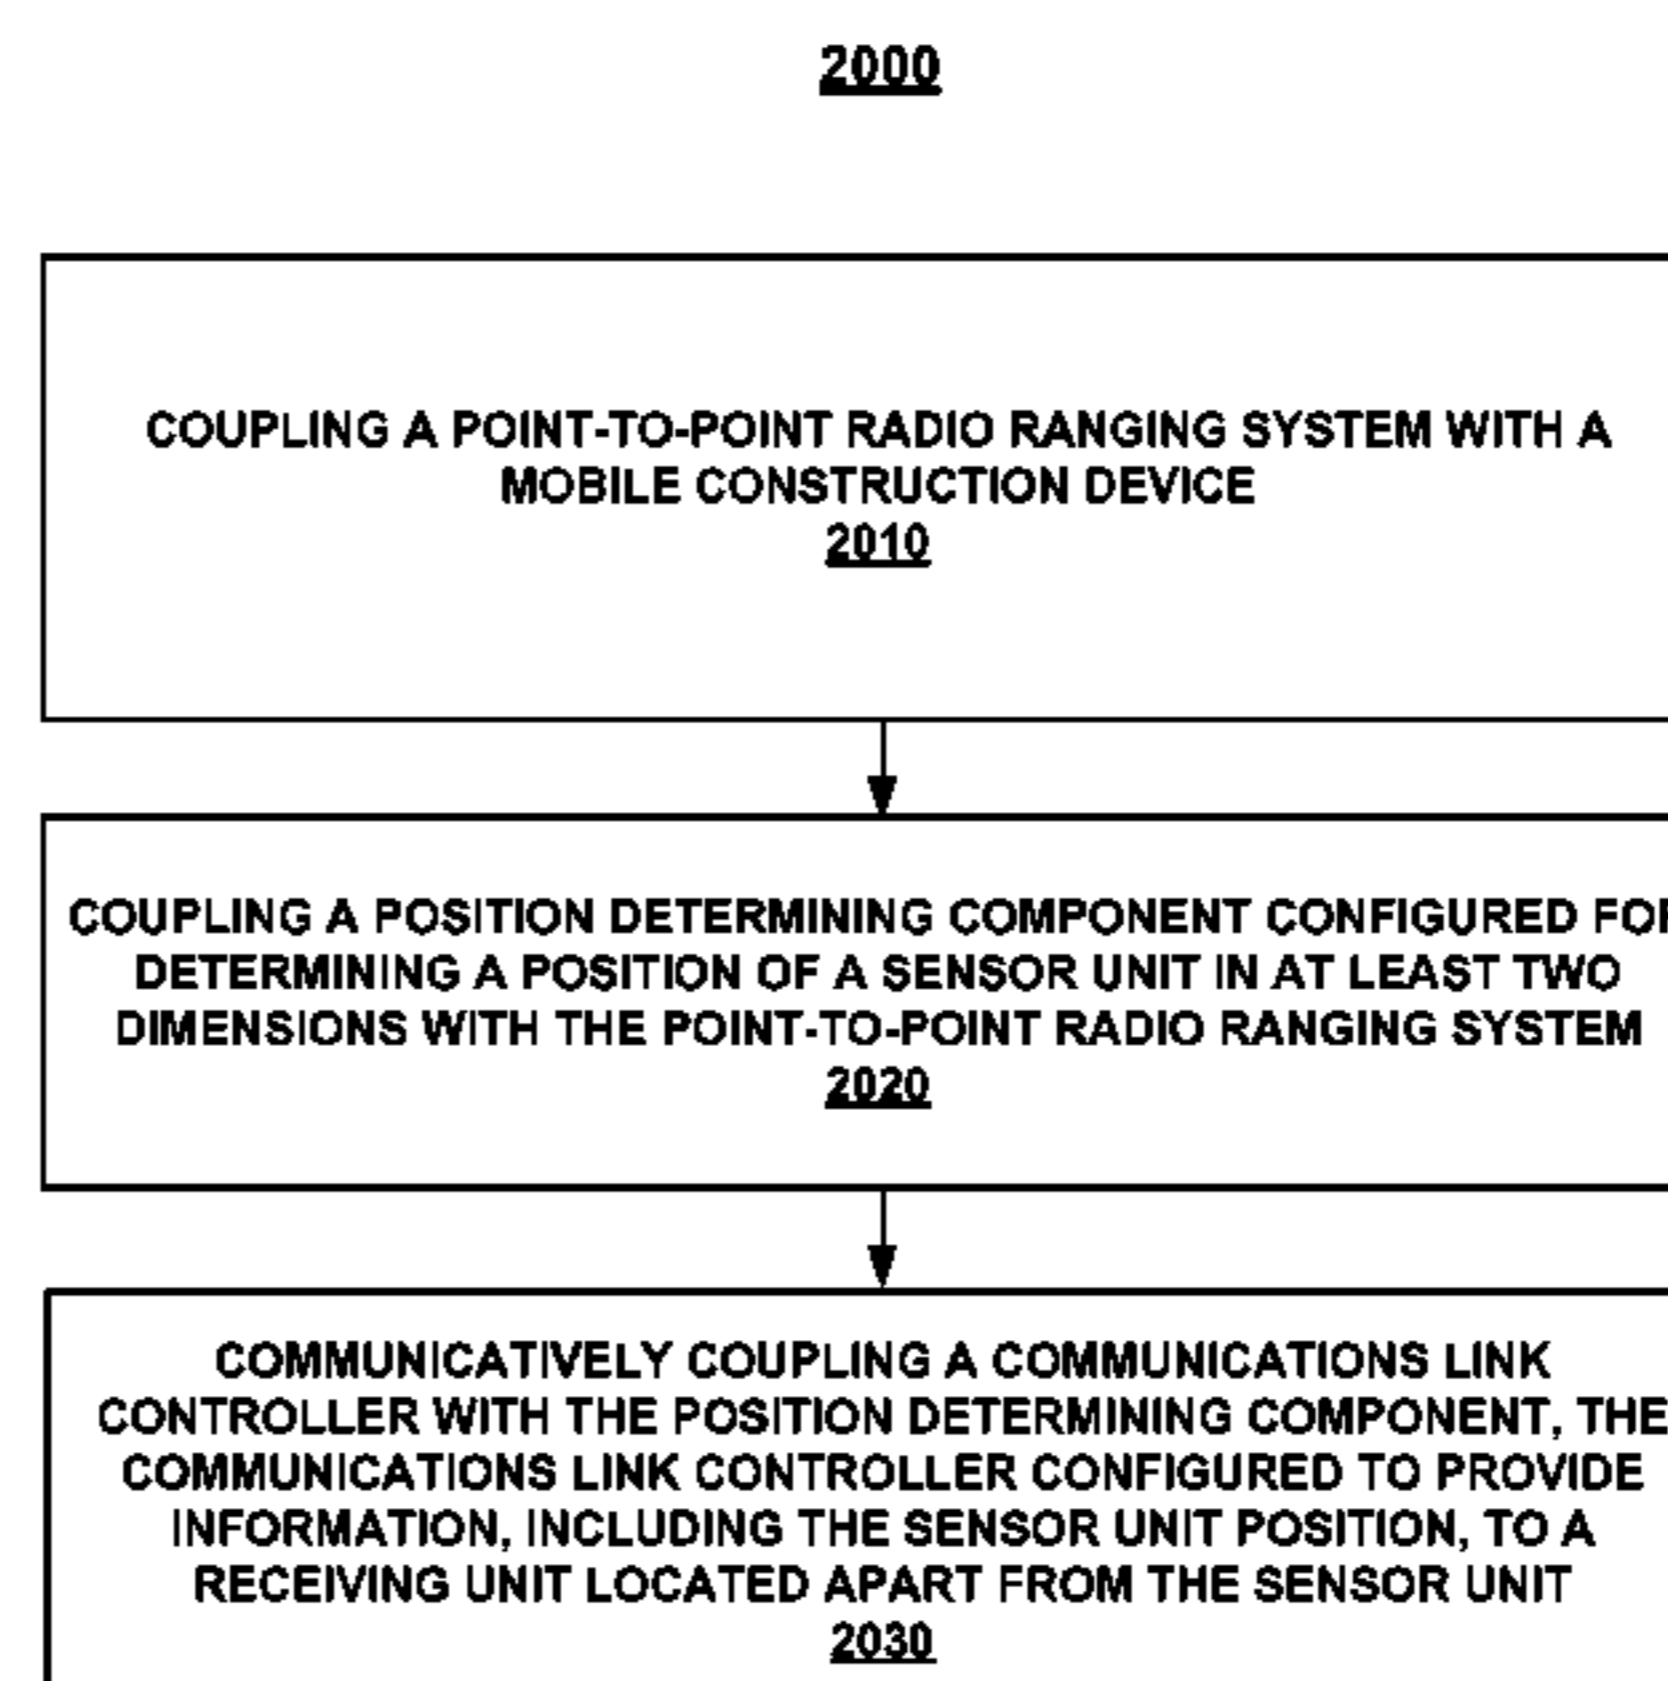 2000
COUPLING A POINT-TO-POINT RADIO RANGING SYSTEM WITH A
MOBILE CONSTRUCTION DEVICE
2010
COUPLING A POSITION DETERMINING COMPONENT CONFIGURED FOR
DETERMINING A POSITION OF A SENSOR UNIT IN AT LEAST TWO
DIMENSIONS WITH THE POINT-TO-POINT RADIO RANGING SYSTEM
2020
COMMUNICATIVELY COUPLING A COMMUNICATIONS LINK
CONTROLLER WITH THE POSITION DETERMINING COMPONENT, THE
COMMUNICATIONS LINK CONTROLLER CONFIGURED TO PROVIDE
INFORMATION, INCLUDING THE SENSOR UNIT POSITION, TO A
RECEIVING UNIT LOCATED APART FROM THE SENSOR UNIT
2030